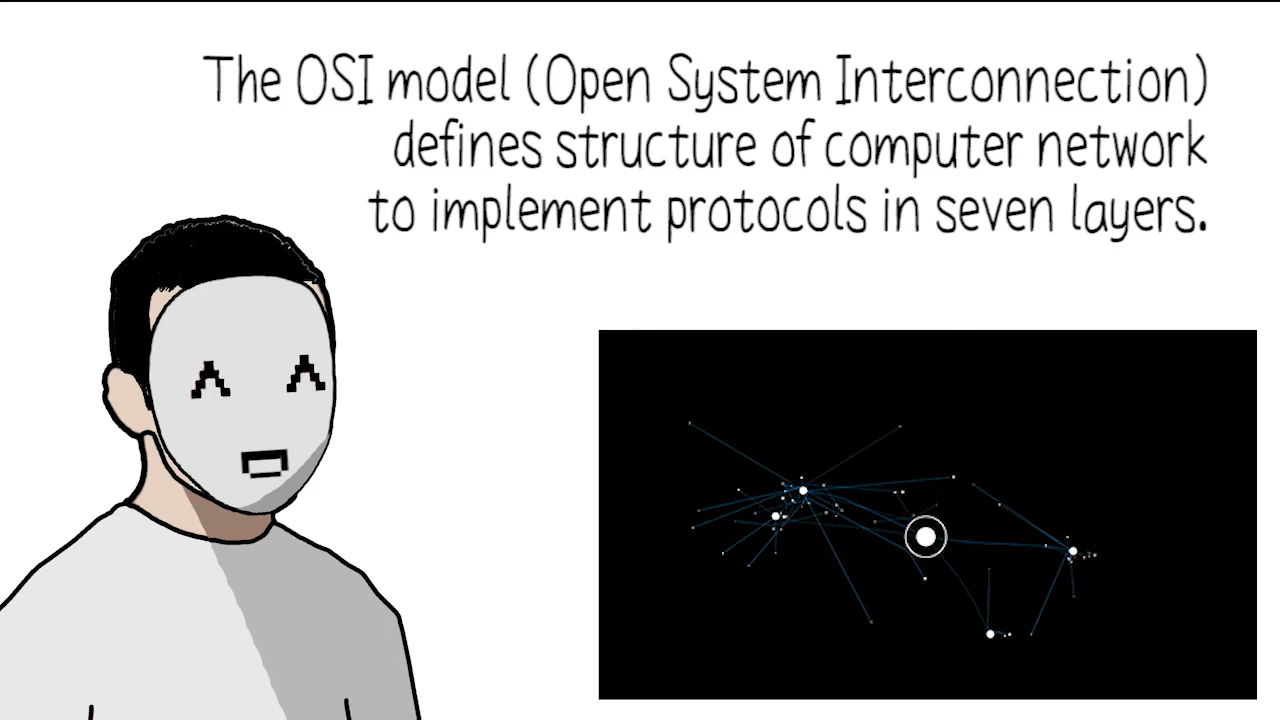 The OSI model (Open System Interconnection)
defines structure of computer network
to implement protocols in seven layers.